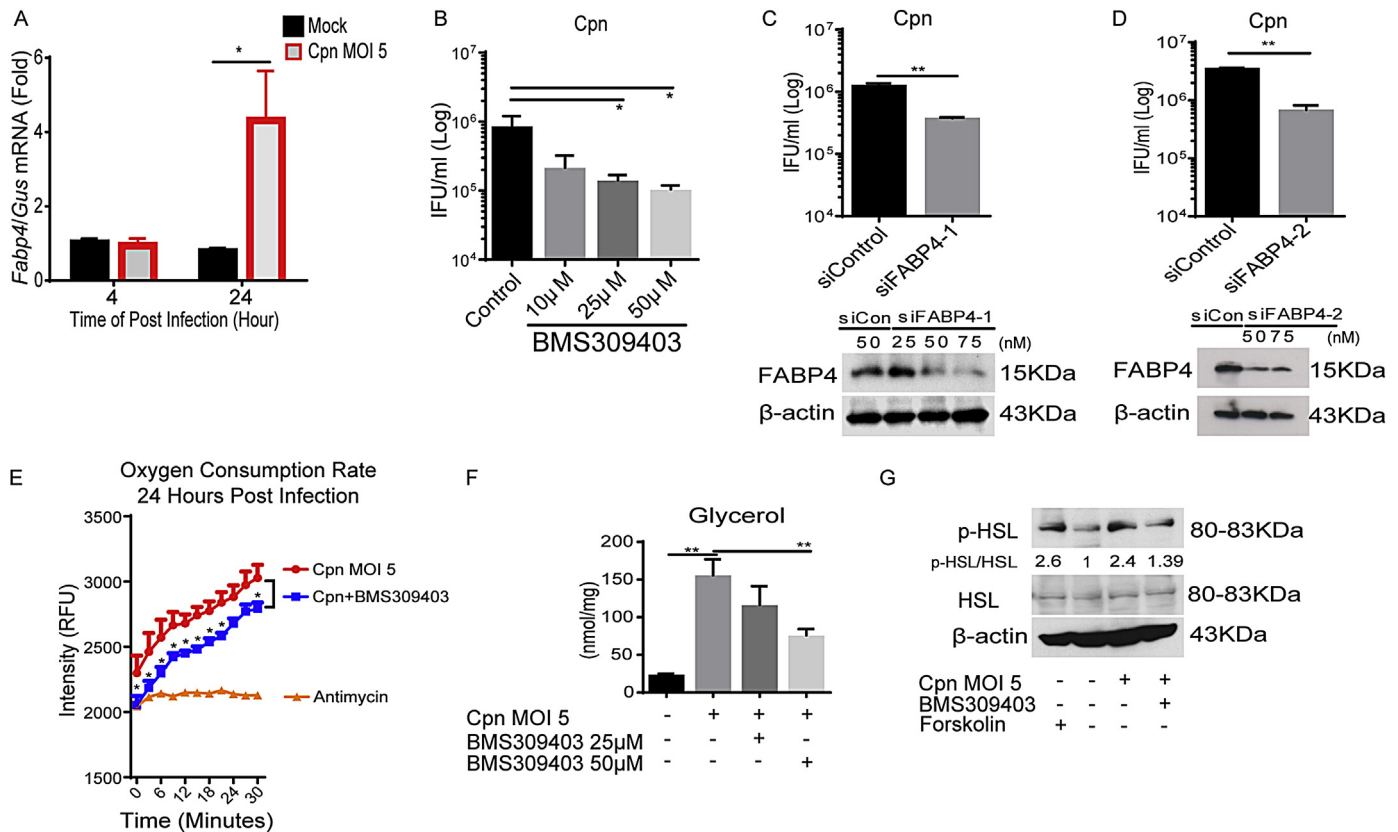 A
Mock
Cpn MOI 5
*
Fabp4/Gus mRNA (Fold)
6
4
2
0
4
24
Time of Post Infection (Hour)
B
Cpn
IFU/ml (Log)
10⁷
10⁶
10⁵
10⁴
*
*
Control
10µ M
25µ M
50µ M
BMS309403
C
Cpn
IFU/ml (Log)
10⁷
10⁶
10⁵
10⁴
**
siControl
siFABP4-1
siCon siFABP4-1
50 25 50 75 (nM)
FABP4 15KDa
β-actin 43KDa
D
Cpn
IFU/ml (Log)
10⁷
10⁶
10⁵
10⁴
**
siControl
siFABP4-2
siCon siFABP4-2
50 75 (nM)
FABP4 15KDa
β-actin 43KDa
E
Oxygen Consumption Rate
24 Hours Post Infection
Intensity (RFU)
3500
3000
2500
2000
1500
Cpn MOI 5
Cpn+BMS309403
Antimycin
* * * * * * * * *
0 6 12 18 24 30
Time (Minutes)
F
Glycerol
(nmol/mg)
200
150
100
50
0
**
**
Cpn MOI 5 - + + +
BMS309403 25µM +
BMS309403 50µM +
G
p-HSL 80-83KDa
p-HSL/HSL 2.6 1 2.4 1.39
HSL 80-83KDa
β-actin 43KDa
Cpn MOI 5 - - + +
BMS309403 - - - +
Forskolin + - - -